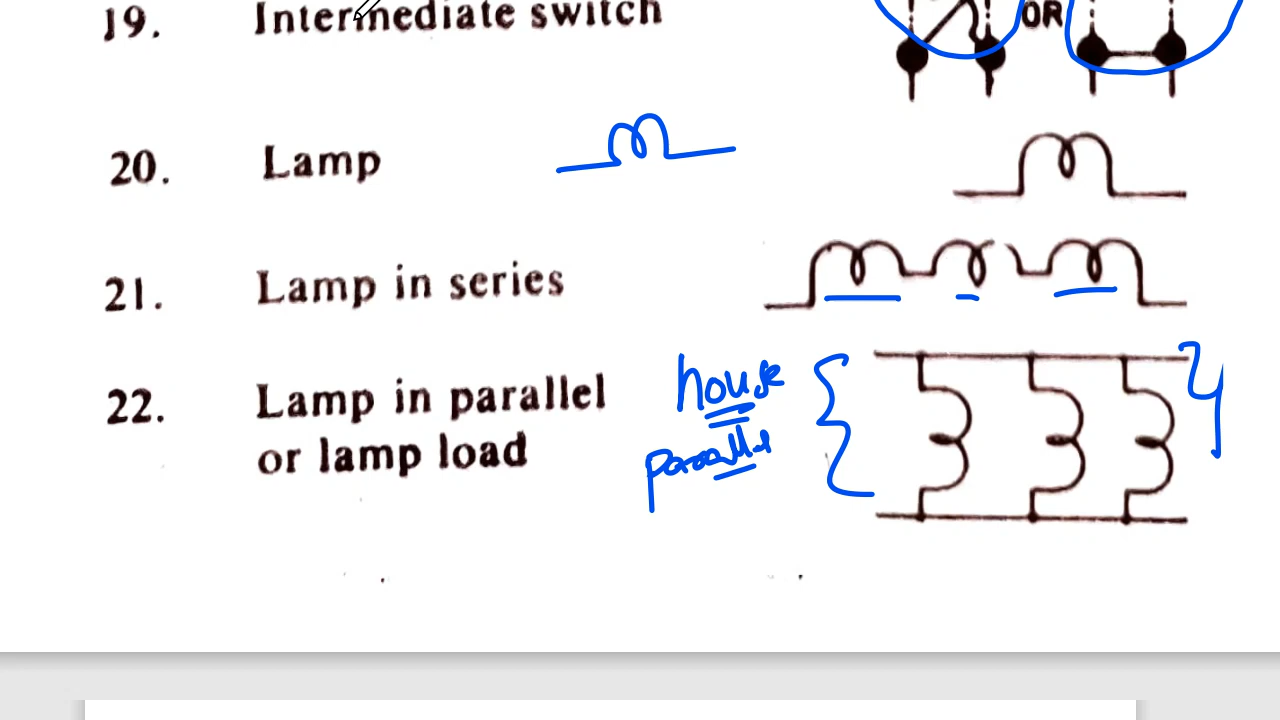 19. Intermediate switch OR
20. Lamp
21. Lamp in series
22. Lamp in parallel
or lamp load
house
parallel